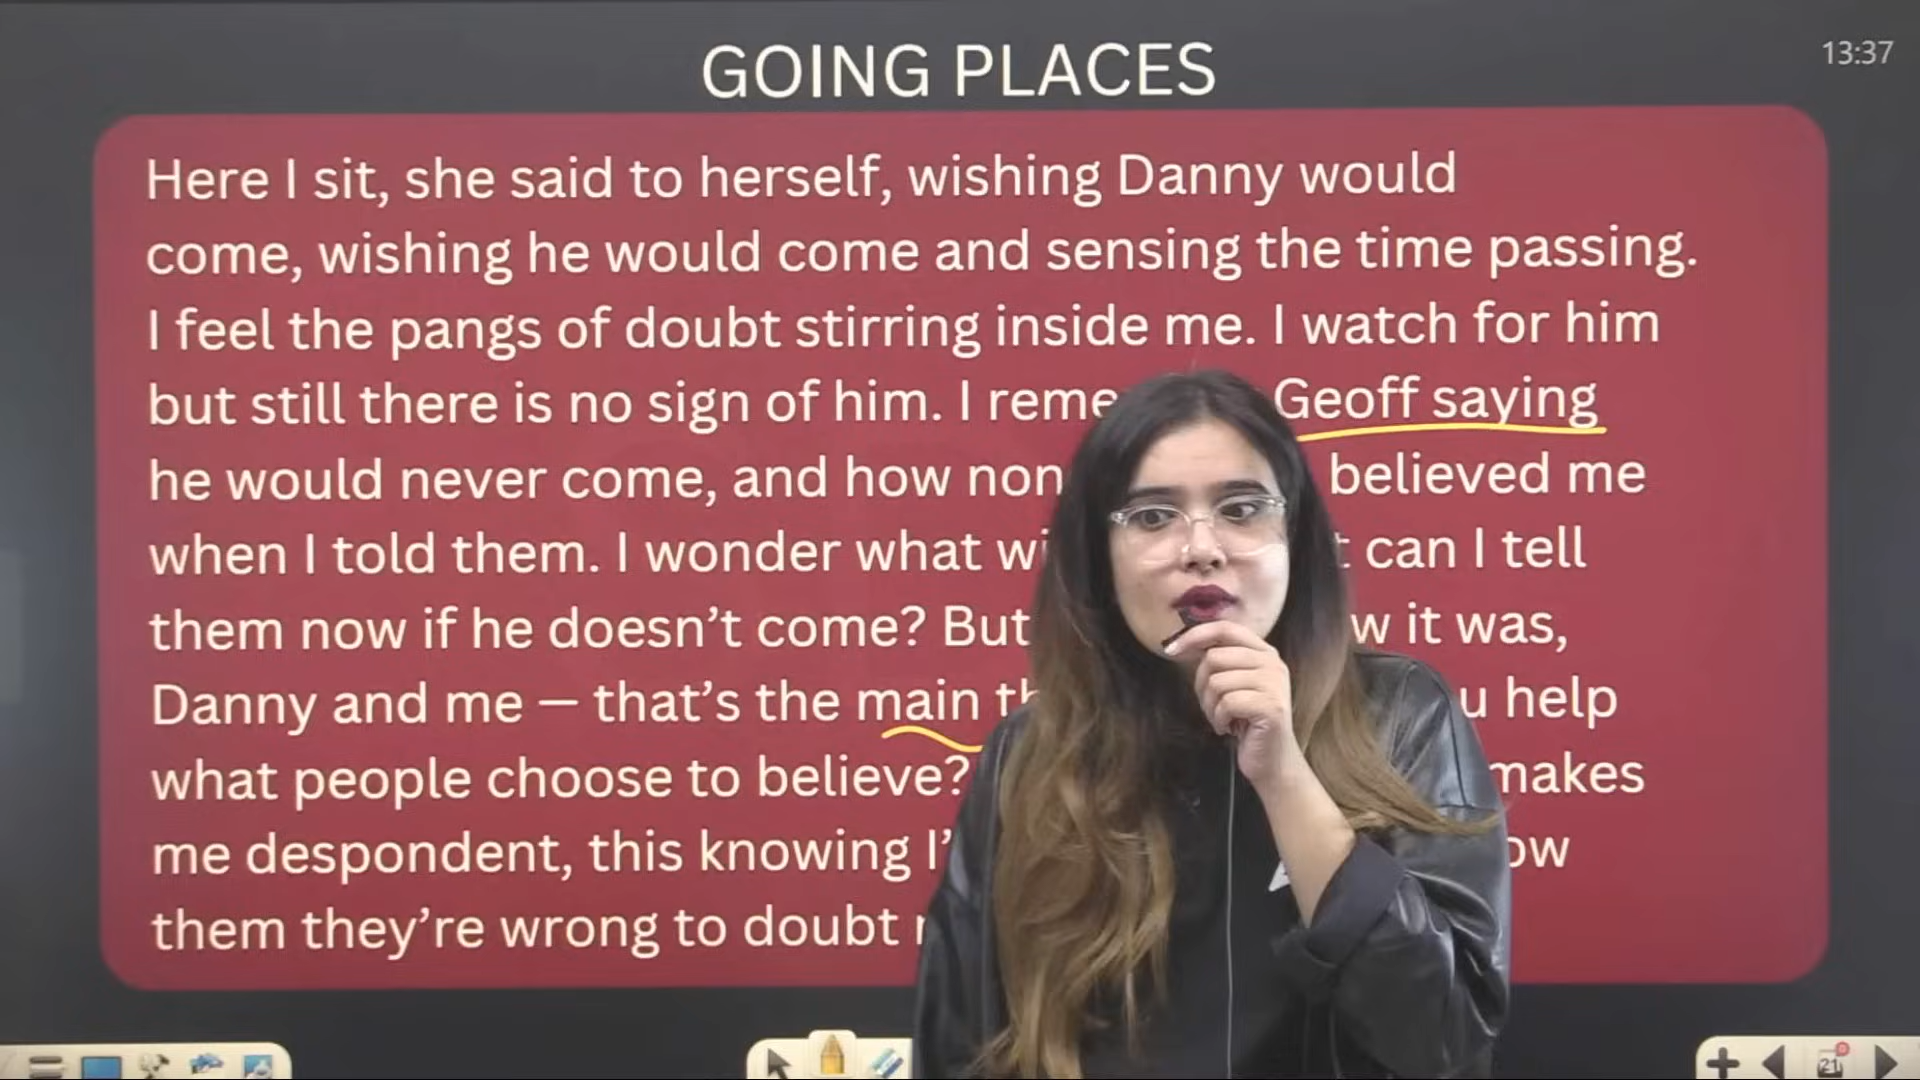 GOING PLACES
13:37
Here I sit, she said to herself, wishing Danny would
come, wishing he would come and sensing the time passing.
I feel the pangs of doubt stirring inside me. I watch for him
but still there is no sign of him. I Geoff saying
he would never come, and how believed me
when I told them. I wonder what can I tell
them now if he doesn't come? But it was,
Danny and me — that's the main help
what people choose to believe? makes
me despondent, this knowing
them they're wrong to doubt
21